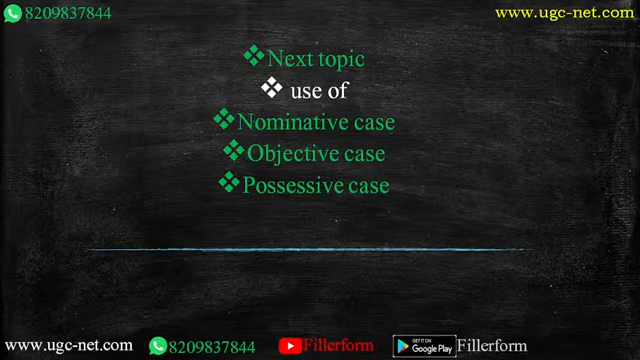 8209837844
www.ugc-net.com
❖Next topic
❖ use of
❖Nominative case
❖Objective case
❖Possessive case
www.ugc-net.com 8209837844 Fillerform GET IT ON Google Play Fillerform